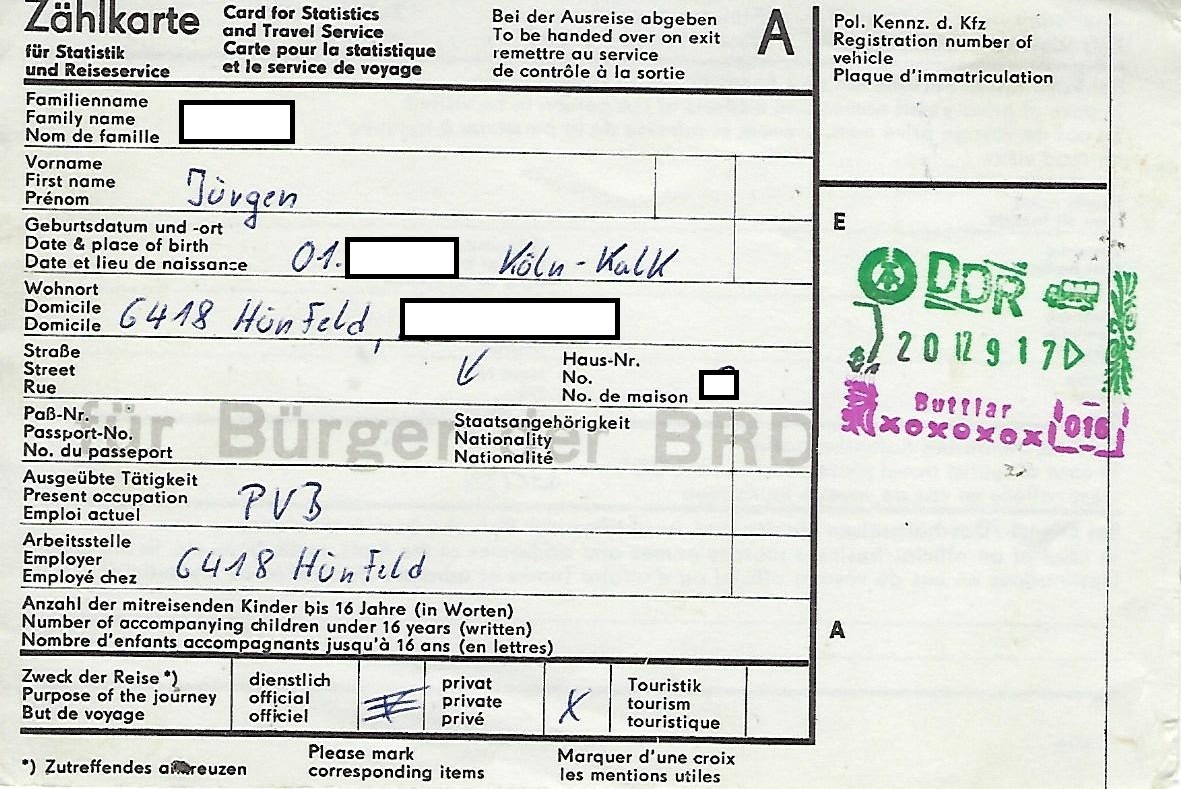 Zählkarte
für Statistik
und Reiseservice
Card for Statistics
and Travel Service
Carte pour la statistique
et le service de voyage
Bei der Ausreise abgeben
To be handed over on exit
remettre au service
de contrôle à la sortie
A
Pol. Kennz. d. Kfz
Registration number of
vehicle
Plaque d'immatriculation
Familienname
Family name
Nom de famille
Vorname
First name
Prénom
Jürgen
Geburtsdatum und -ort
Date & place of birth
Date et lieu de naissance
01. Köln-Kalk
Wohnort
Domicile
Domicile
6418 Hünfeld,
Straße
Street
Rue
Haus-Nr.
No.
No. de maison
für Bürger der BRD
Paß-Nr.
Passport-No.
No. du passeport
Staatsangehörigkeit
Nationality
Nationalité
Ausgeübte Tätigkeit
Present occupation
Emploi actuel
PVB
Arbeitsstelle
Employer
Employé chez
6418 Hünfeld
Anzahl der mitreisenden Kinder bis 16 Jahre (in Worten)
Number of accompanying children under 16 years (written)
Nombre d'enfants accompagnants jusqu'à 16 ans (en lettres)
Zweck der Reise *)
Purpose of the journey
But de voyage
dienstlich
official
officiel
privat
private
privé
X
Touristik
tourism
touristique
*) Zutreffendes ankreuzen
Please mark
corresponding items
Marquer d'une croix
les mentions utiles
E
DDR
20 12 9 1 7
Buttlar
xoxoxox 016
A